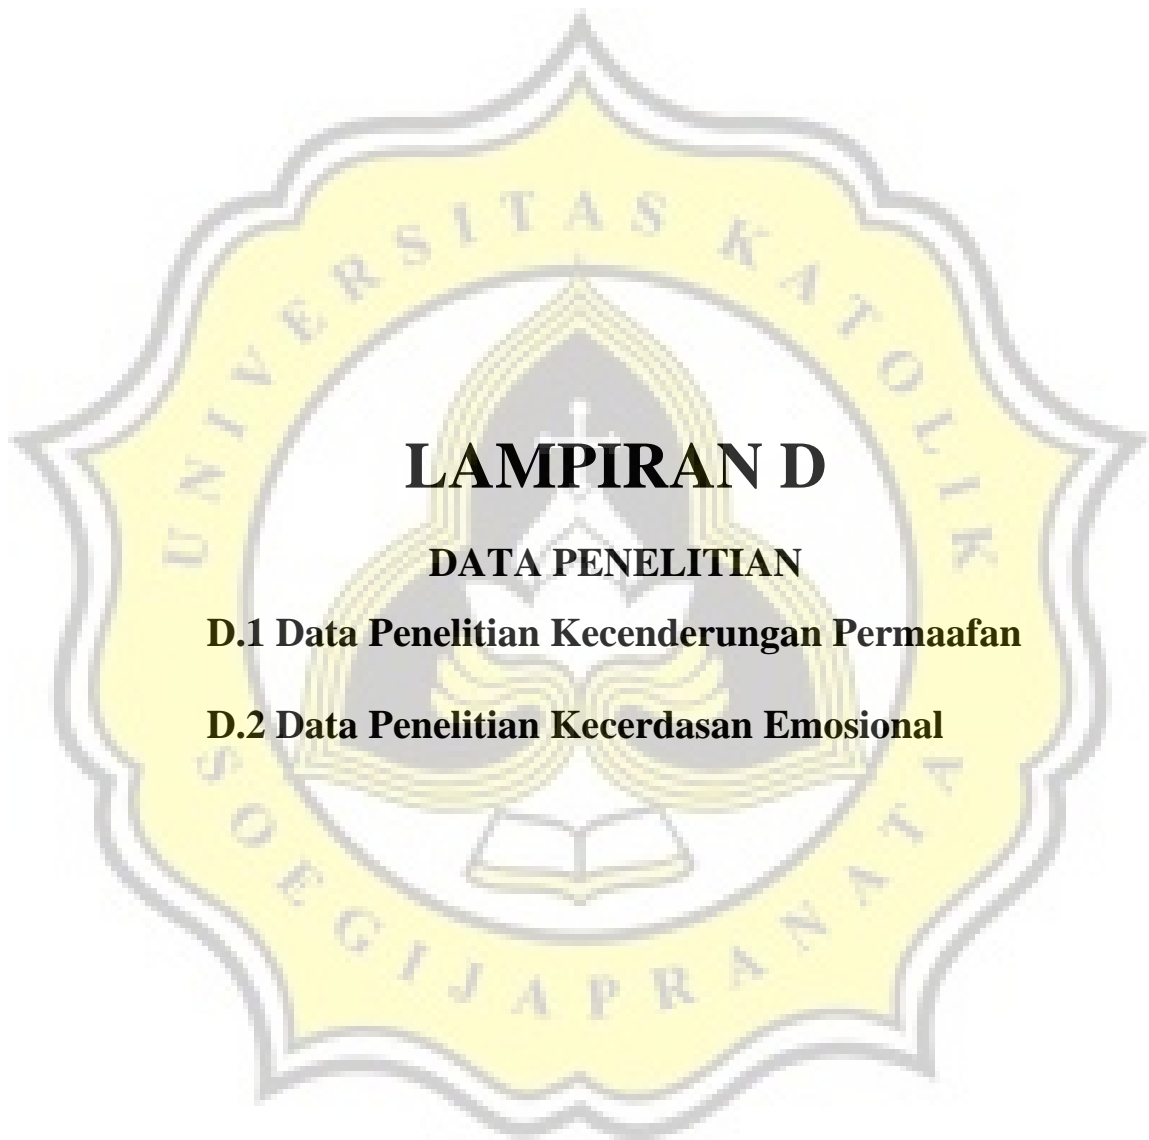 UNIVERSITAS KATOLIK
LAMPIRAN D
DATA PENELITIAN
D.1 Data Penelitian Kecenderungan Permaafan
D.2 Data Penelitian Kecerdasan Emosional
SOEGIJAPRANATA